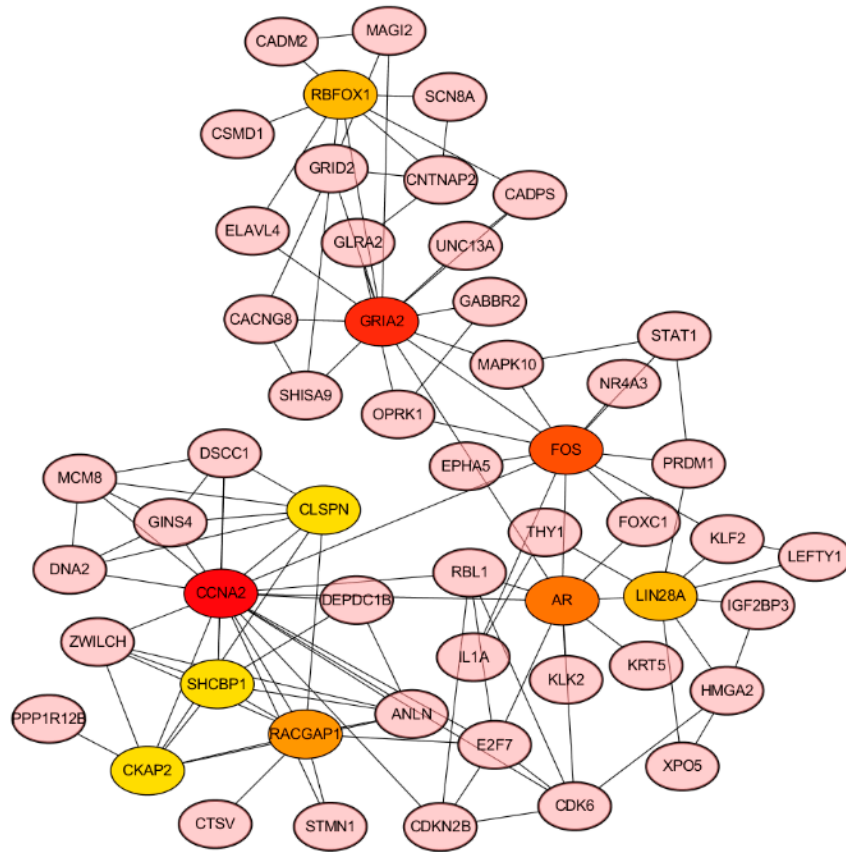 MAGI2
CADM2
RBFOX1
SCN8A
CSMD1
GRID2
CNTNAP2
CADPS
ELAVL4
GLRA2
UNC13A
GABBR2
CACNG8
GRIA2
STAT1
MAPK10
NR4A3
SHISA9
OPRK1
FOS
DSCC1
EPHA5
PRDM1
MCM8
CLSPN
GINS4
THY1
FOXC1
KLF2
LEFTY1
DNA2
RBL1
CCNA2
DEPDC1B
AR
LIN28A
IGF2BP3
ZWILCH
IL1A
KRT5
SHCBP1
KLK2
HMGA2
PPP1R12B
ANLN
RACGAP1
E2F7
CKAP2
XPO5
CDK6
CTSV
STMN1
CDKN2B